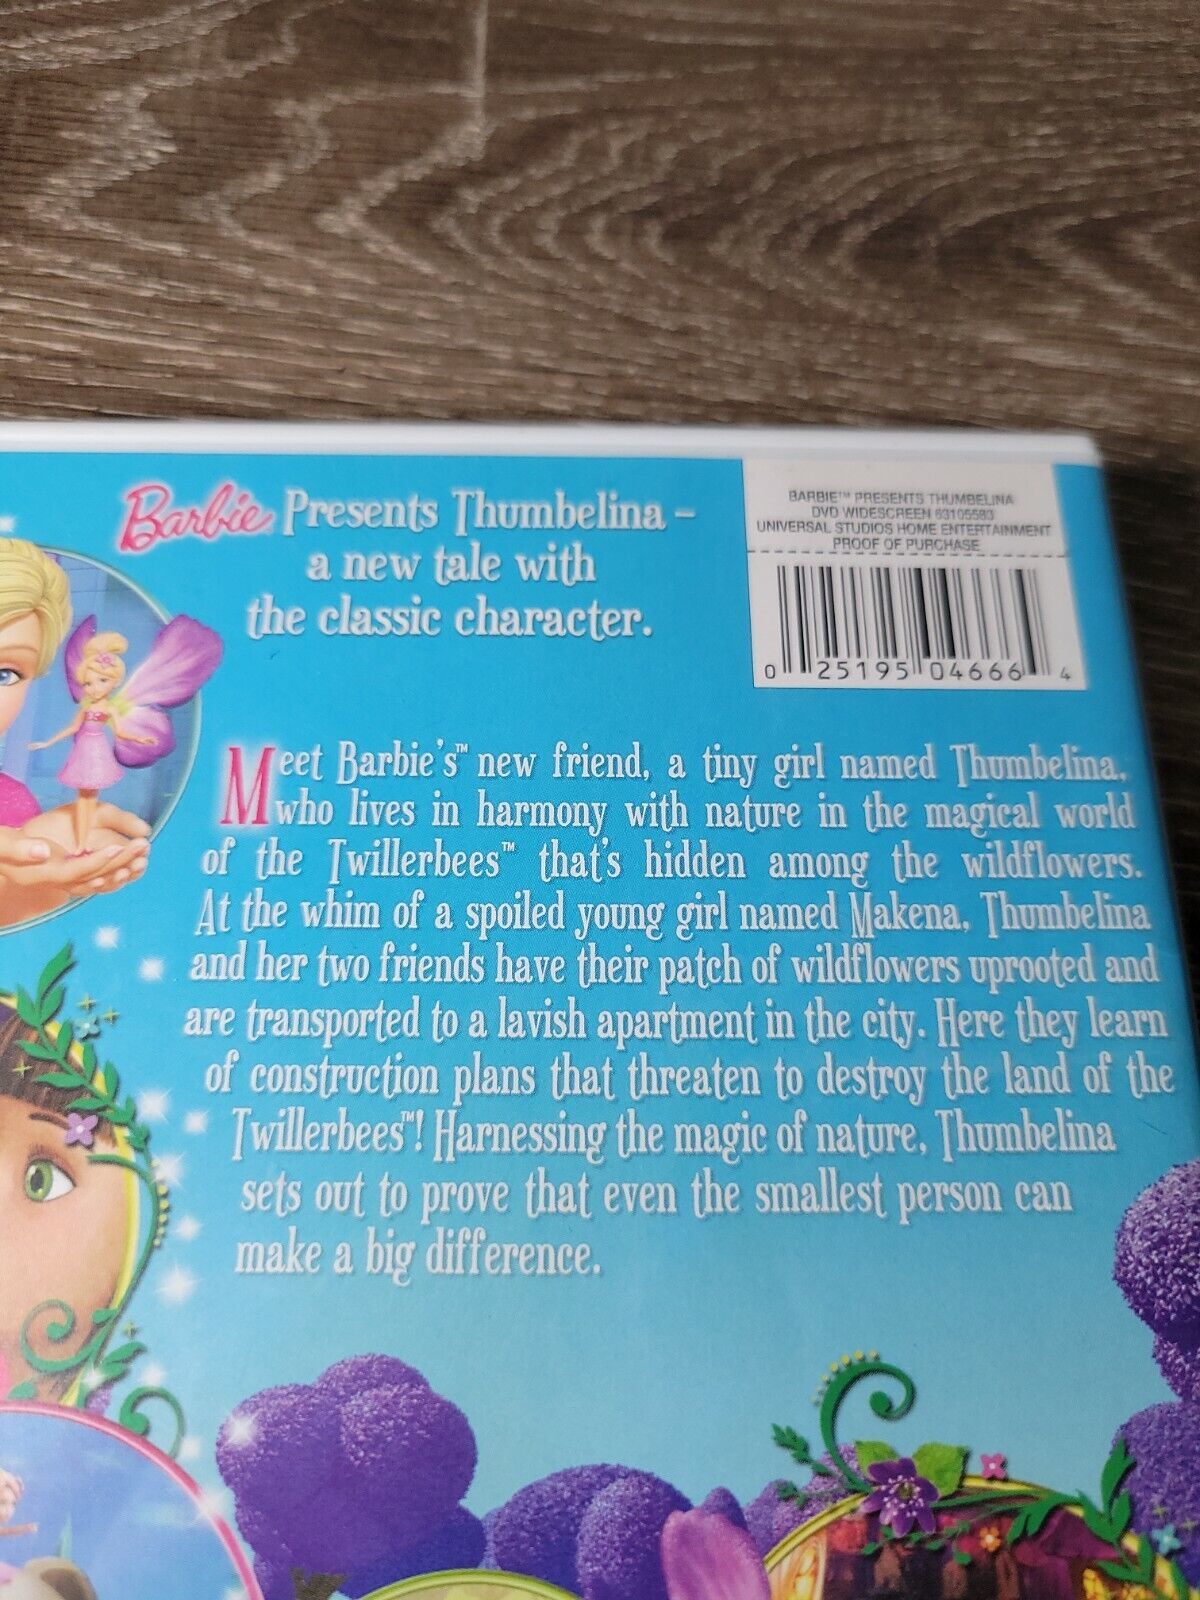 Barbie Presents Thumbelina –
a new tale with
the classic character.
BARBIE™ PRESENTS THUMBELINA
DVD WIDESCREEN 63105583
UNIVERSAL STUDIOS HOME ENTERTAINMENT
PROOF OF PURCHASE
0 25195 04666 4
Meet Barbie's™ new friend, a tiny girl named Thumbelina,
who lives in harmony with nature in the magical world
of the Twillerbees™ that's hidden among the wildflowers.
At the whim of a spoiled young girl named Makena, Thumbelina
and her two friends have their patch of wildflowers uprooted and
are transported to a lavish apartment in the city. Here they learn
of construction plans that threaten to destroy the land of the
Twillerbees™! Harnessing the magic of nature, Thumbelina
sets out to prove that even the smallest person can
make a big difference.